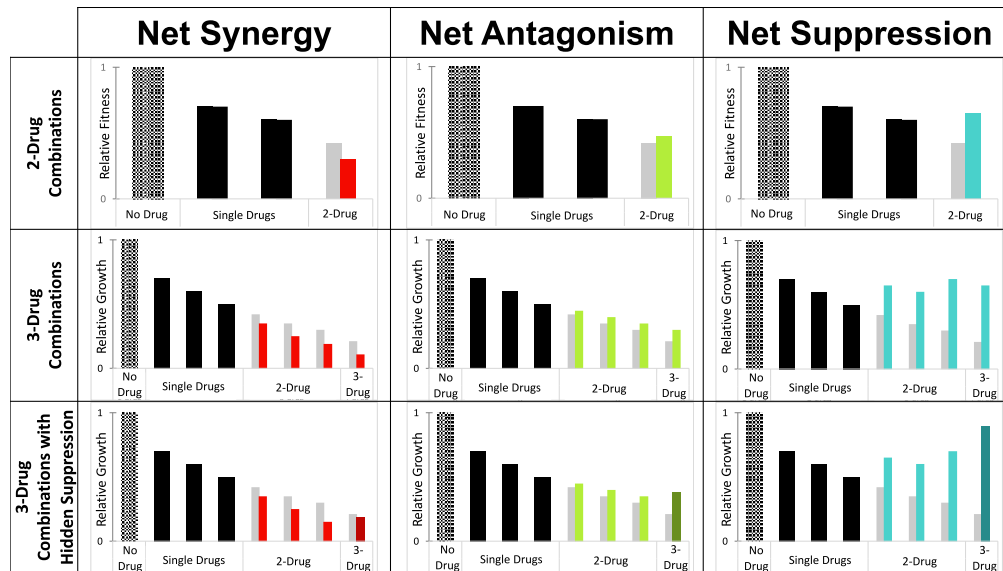 Net Synergy
Net Antagonism
Net Suppression
2-Drug
Combinations
Relative Fitness
1
0
No Drug
Single Drugs
2-Drug
Relative Fitness
1
0
No Drug
Single Drugs
2-Drug
Relative Fitness
1
0
No Drug
Single Drugs
2-Drug
3-Drug
Combinations
Relative Growth
1
0
No
Drug
Single Drugs
2-Drug
3-
Drug
Relative Growth
1
0
No
Drug
Single Drugs
2-Drug
3-
Drug
Relative Growth
1
0
No
Drug
Single Drugs
2-Drug
3-
Drug
3-Drug
Combinations with
Hidden Suppression
Relative Growth
1
0
No
Drug
Single Drugs
2-Drug
3-
Drug
Relative Growth
1
0
No
Drug
Single Drugs
2-Drug
3-
Drug
Relative Growth
1
0
No
Drug
Single Drugs
2-Drug
3-
Drug